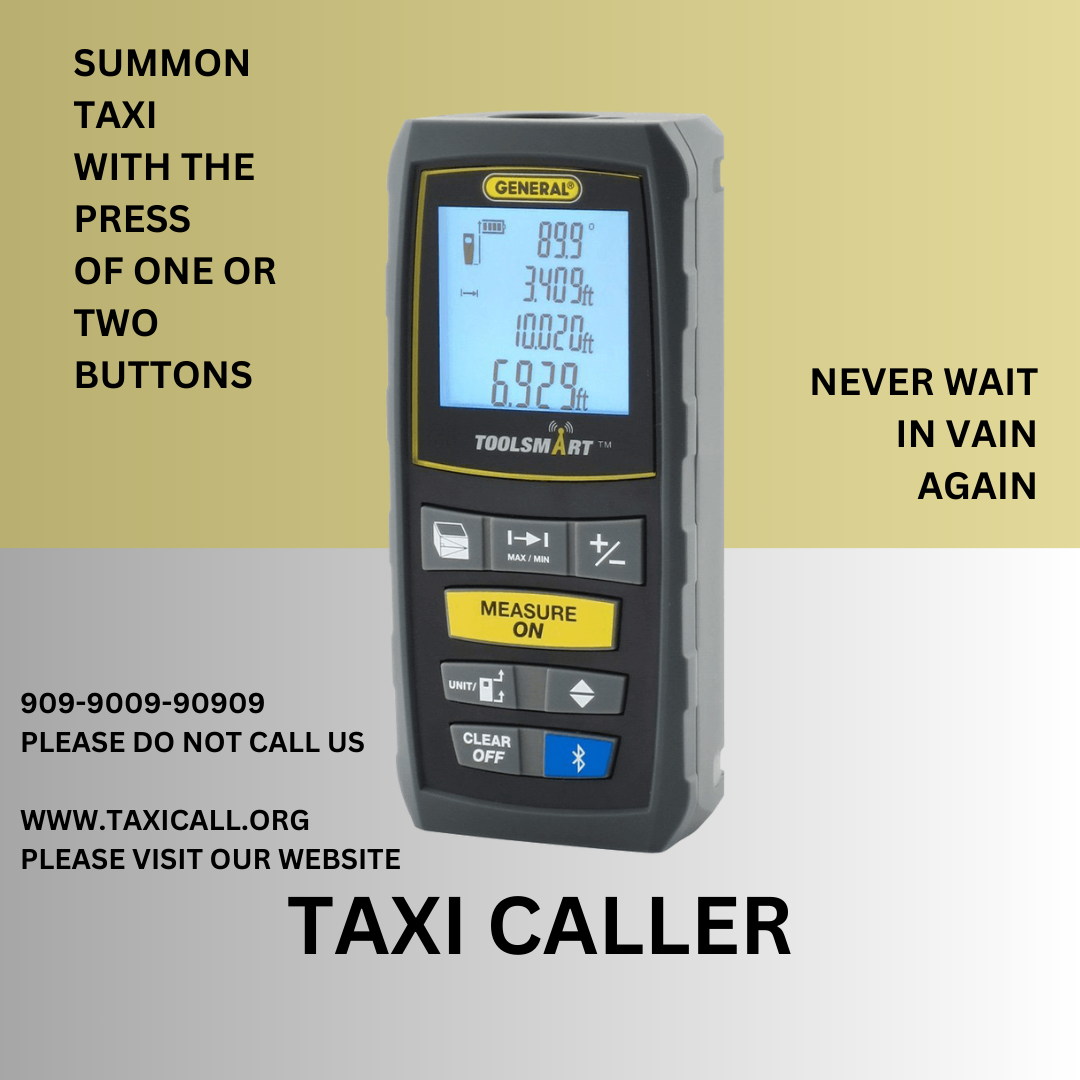 SUMMON
TAXI
WITH THE
PRESS
OF ONE OR
TWO
BUTTONS
GENERAL®
89.9°
3.409ft
10.020ft
6.929ft
TOOLSMART™
NEVER WAIT
IN VAIN
AGAIN
MAX / MIN
+/−
MEASURE
ON
UNIT/
CLEAR
OFF
909-9009-90909
PLEASE DO NOT CALL US
WWW.TAXICALL.ORG
PLEASE VISIT OUR WEBSITE
TAXI CALLER